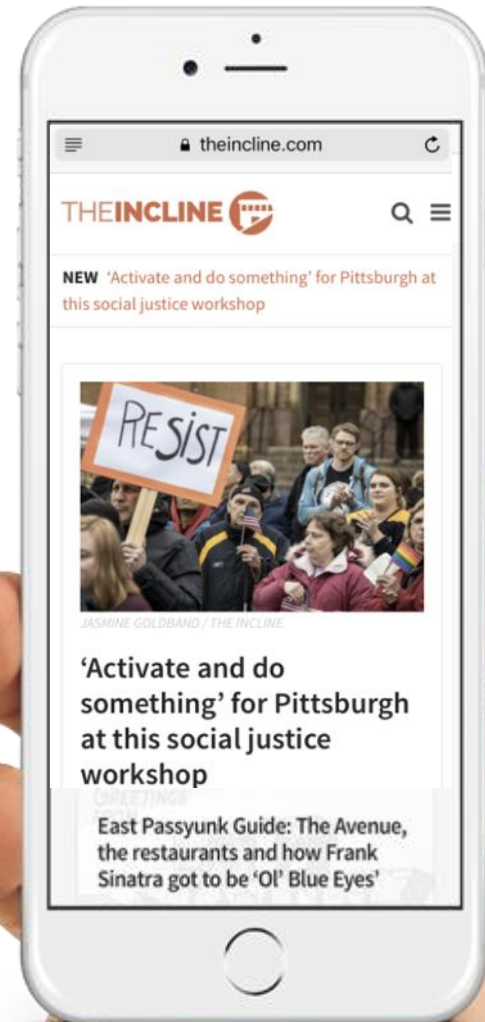 theincline.com
THEINCLINE
NEW 'Activate and do something' for Pittsburgh at
this social justice workshop
RESIST
JASMINE GOLDBAND / THE INCLINE
‘Activate and do
something’ for Pittsburgh
at this social justice
workshop
GREETINGS
FROM
East Passyunk Guide: The Avenue,
the restaurants and how Frank
Sinatra got to be ‘Ol’ Blue Eyes’